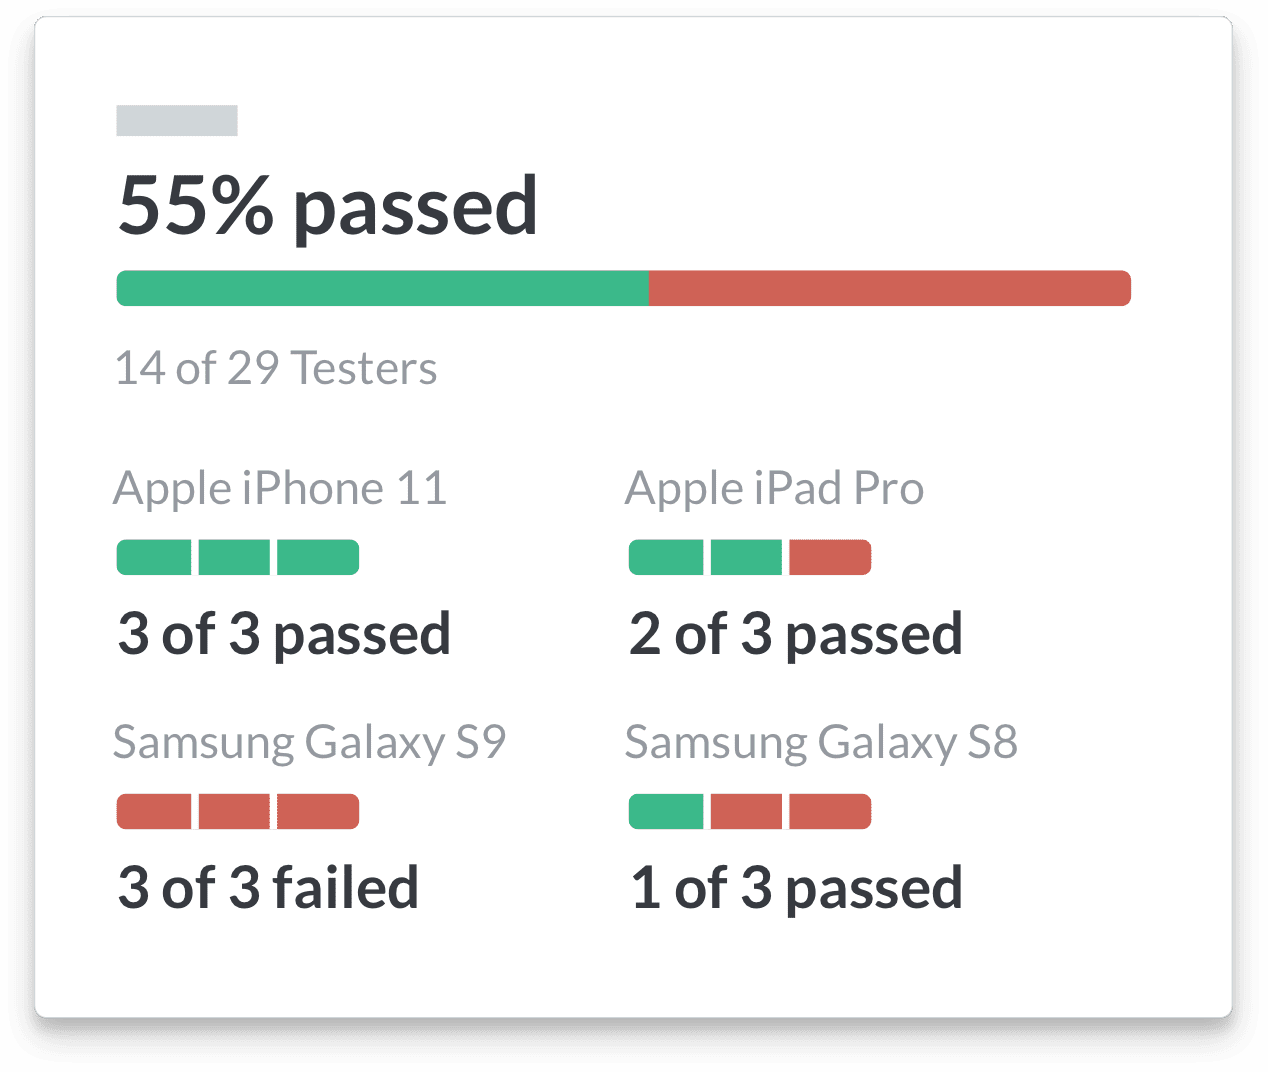 55% passed
14 of 29 Testers
Apple iPhone 11
3 of 3 passed
Apple iPad Pro
2 of 3 passed
Samsung Galaxy S9
3 of 3 failed
Samsung Galaxy S8
1 of 3 passed